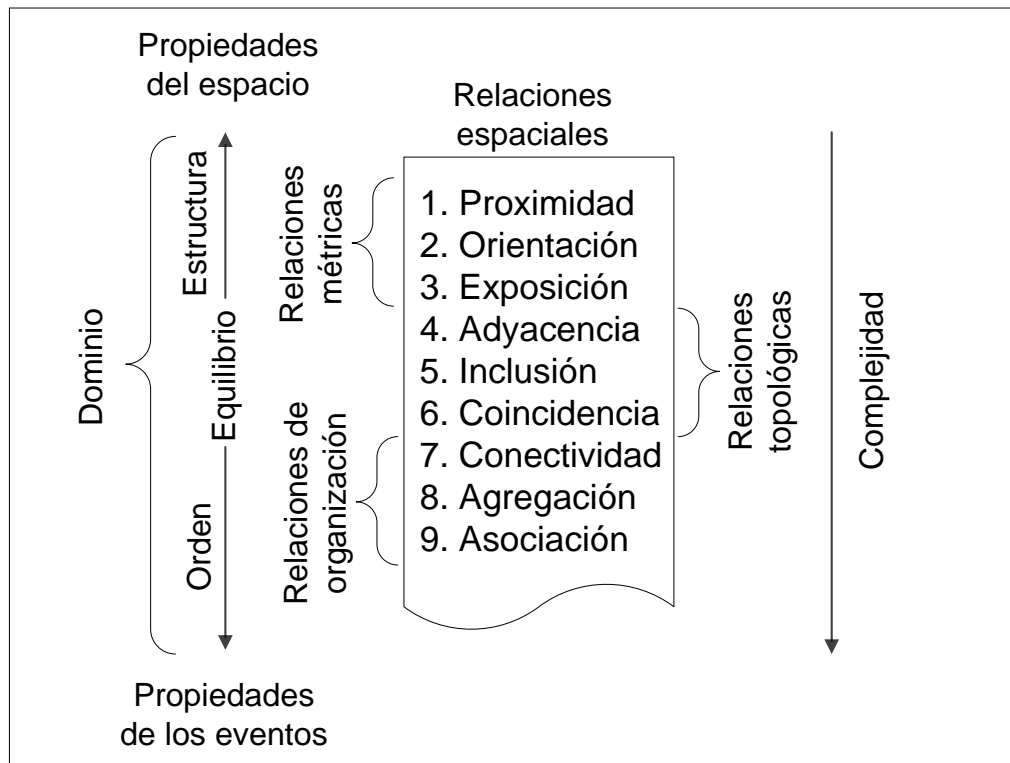 Propiedades
del espacio
Dominio
Estructura
Equilibrio
Orden
Relaciones
métricas
Relaciones de
organización
Relaciones
espaciales
1. Proximidad
2. Orientación
3. Exposición
4. Adyacencia
5. Inclusión
6. Coincidencia
7. Conectividad
8. Agregación
9. Asociación
Relaciones
topológicas
Complejidad
Propiedades
de los eventos